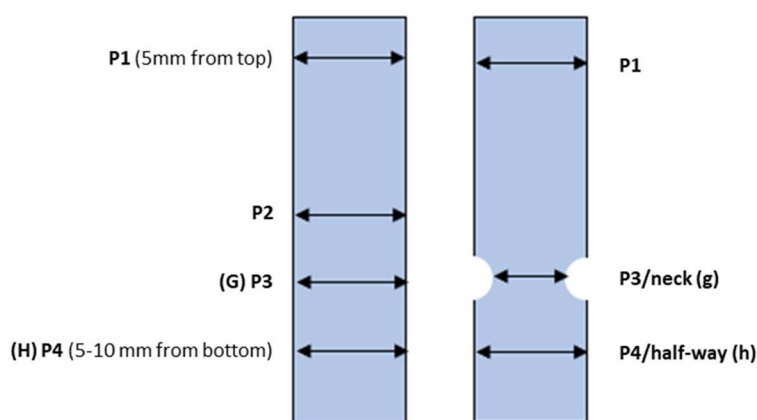 P1 (5mm from top)
P1
P2
(G) P3
P3/neck (g)
(H) P4 (5-10 mm from bottom)
P4/half-way (h)